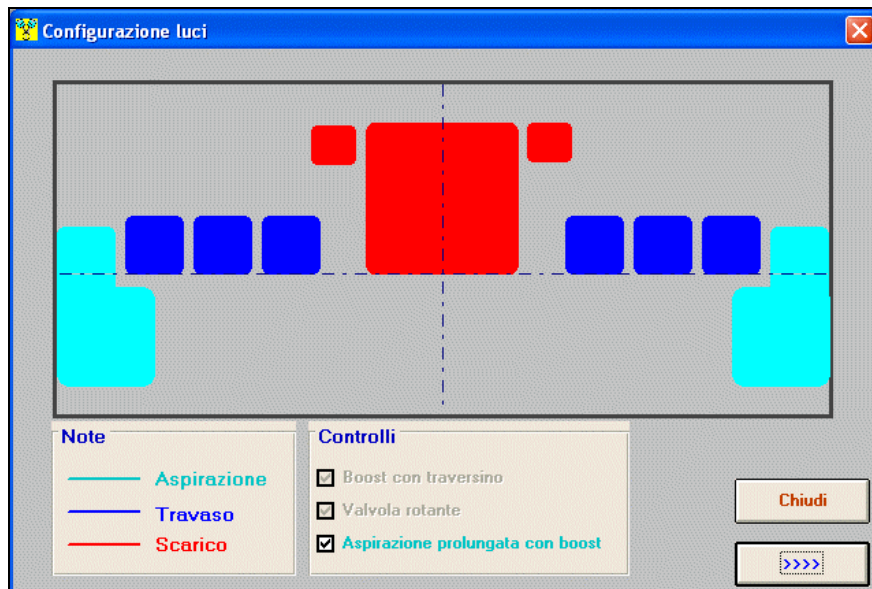 Configurazione luci
Note
Aspirazione
Travaso
Scarico
Controlli
Boost con traversino
Valvola rotante
Aspirazione prolungata con boost
Chiudi
>>>>